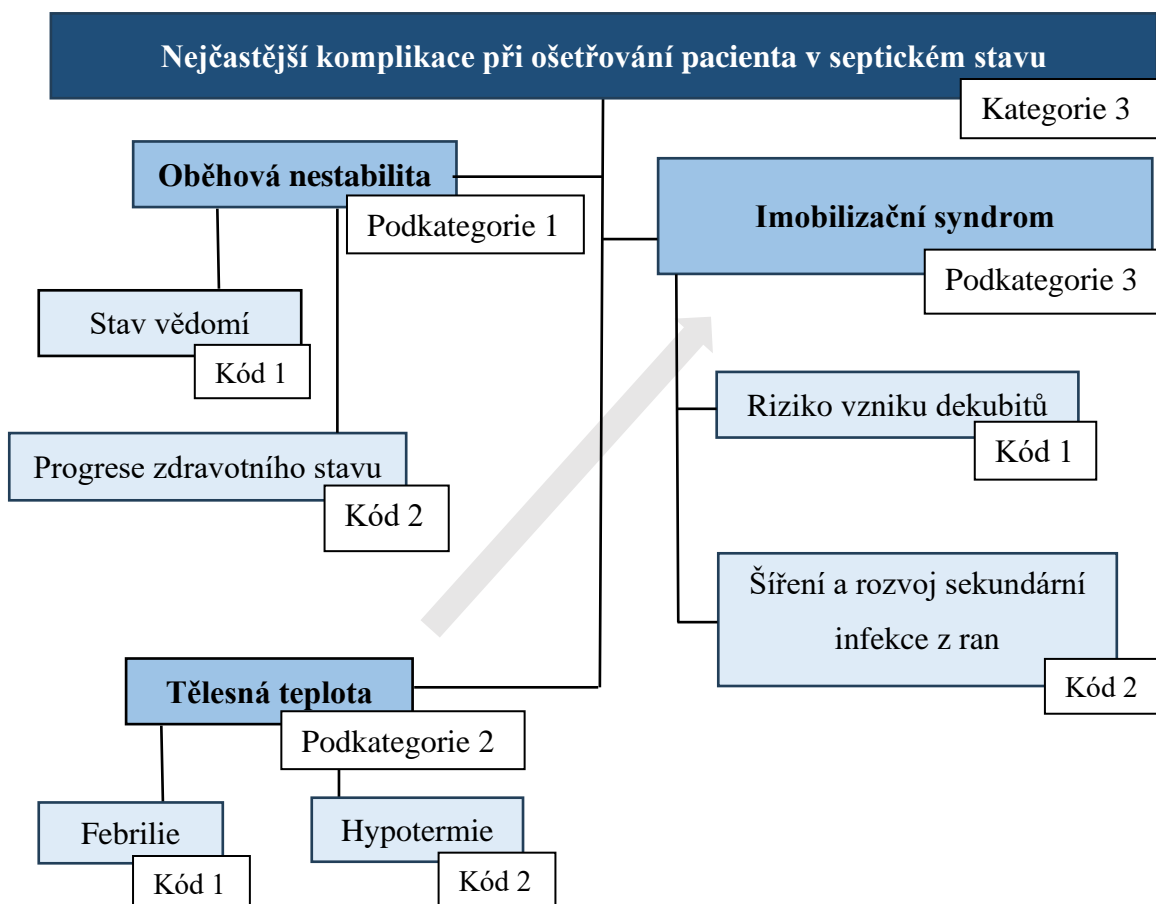 Nejčastější komplikace při ošetřování pacienta v septickém stavu
Kategorie 3
Oběhová nestabilita
Podkategorie 1
Stav vědomí
Kód 1
Progrese zdravotního stavu
Kód 2
Tělesná teplota
Podkategorie 2
Febrilie
Kód 1
Hypotermie
Kód 2
Imobilizační syndrom
Podkategorie 3
Riziko vzniku dekubitů
Kód 1
Šíření a rozvoj sekundární
infekce z ran
Kód 2